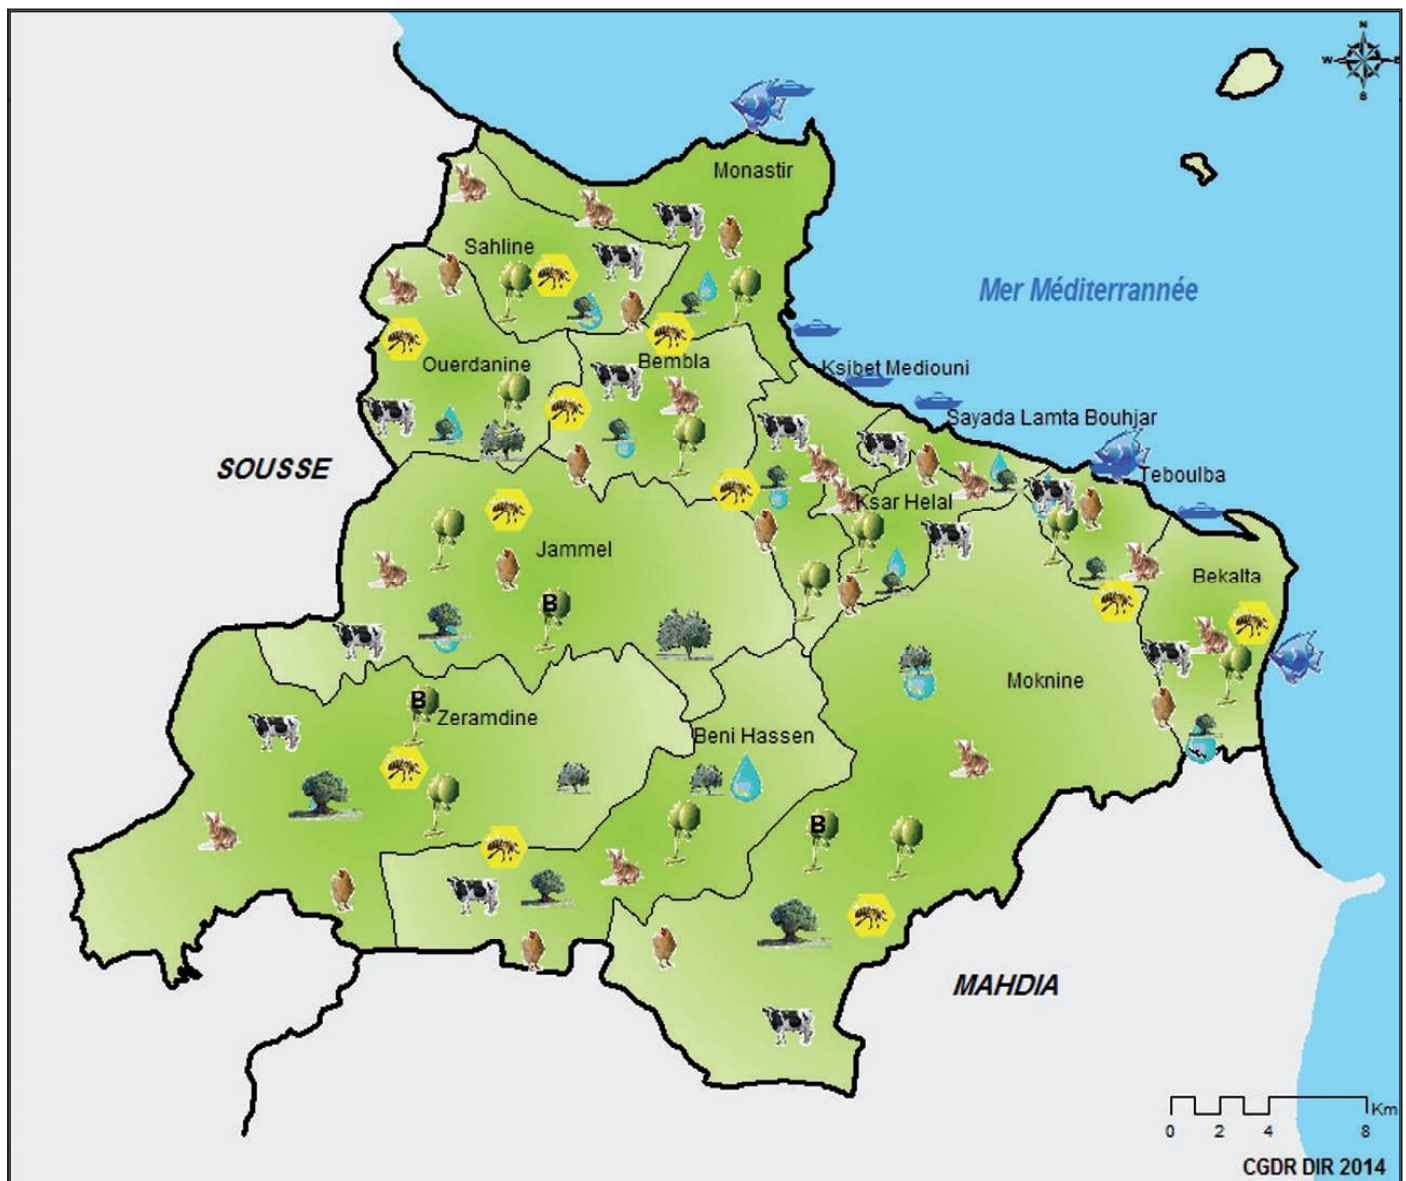 N
W
E
S
Monastir
Sahline
Mer Méditerrannée
Ouerdanine
Bembla
Ksibet Mediouni
Sayada Lamta Bouhjar
SOUSSE
Teboulba
Ksar Helal
Jammel
Bekalta
B
Moknine
B
Zeramdine
Beni Hassen
B
MAHDIA
Km
0 2 4 8
CGDR DIR 2014